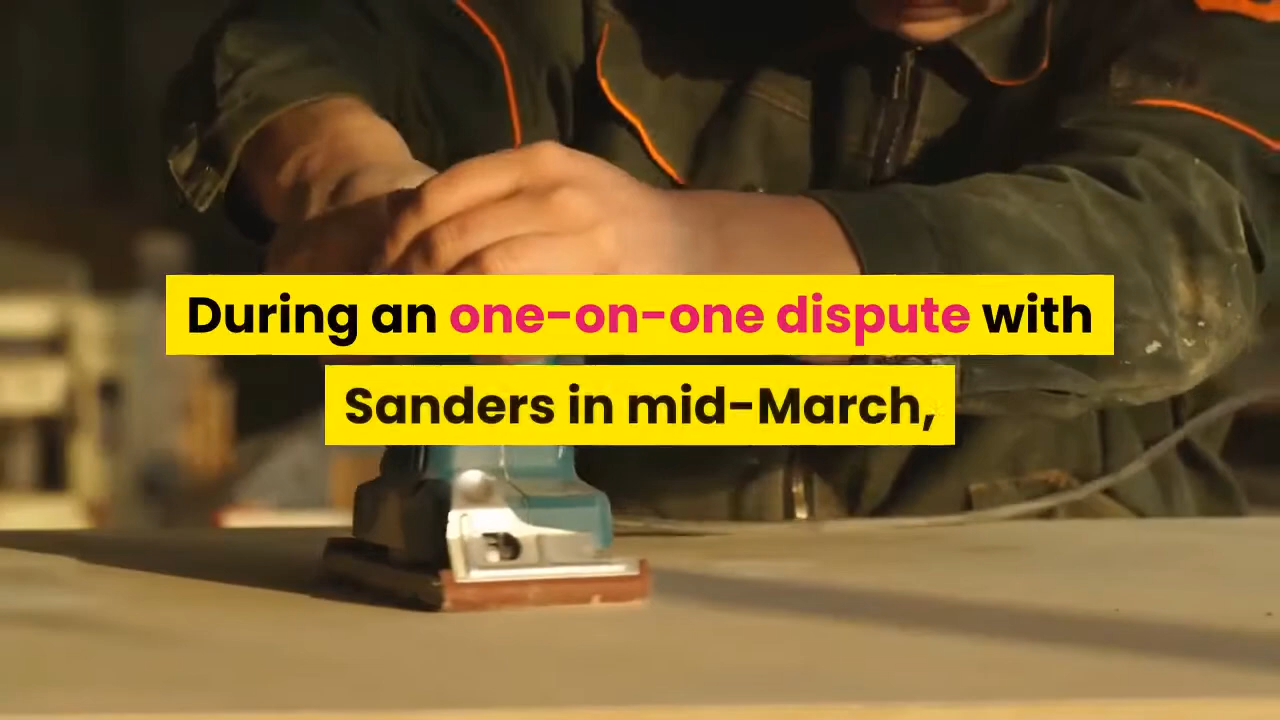 During an one-on-one dispute with
Sanders in mid-March,